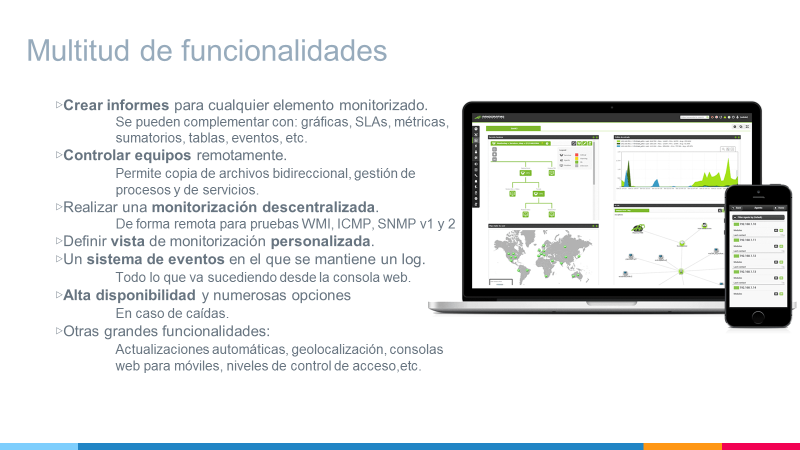 Multitud de funcionalidades
▷Crear informes para cualquier elemento monitorizado.
Se pueden complementar con: gráficas, SLAs, métricas,
sumatorios, tablas, eventos, etc.
▷Controlar equipos remotamente.
Permite copia de archivos bidireccional, gestión de
procesos y de servicios.
▷Realizar una monitorización descentralizada.
De forma remota para pruebas WMI, ICMP, SNMP v1 y 2
▷Definir vista de monitorización personalizada.
▷Un sistema de eventos en el que se mantiene un log.
Todo lo que va sucediendo desde la consola web.
▷Alta disponibilidad y numerosas opciones
En caso de caídas.
▷Otras grandes funcionalidades:
Actualizaciones automáticas, geolocalización, consolas
web para móviles, niveles de control de acceso,etc.